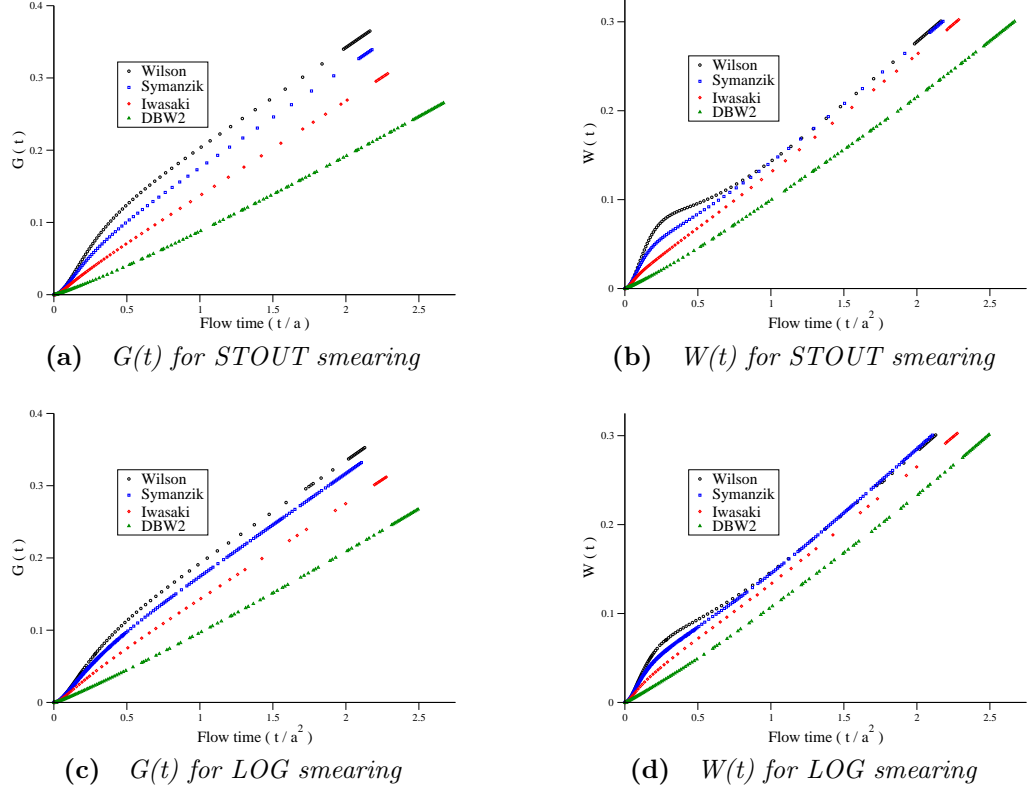 0.4
0.3
0.2
0.1
0
G ( t )
Wilson
Symanzik
Iwasaki
DBW2
0 0.5 1 1.5 2 2.5
Flow time ( t / a )
(a) G(t) for STOUT smearing
0.3
0.2
0.1
0
W ( t )
Wilson
Symanzik
Iwasaki
DBW2
0 0.5 1 1.5 2 2.5
Flow time ( t / a² )
(b) W(t) for STOUT smearing
0.4
0.3
0.2
0.1
0
G ( t )
Wilson
Symanzik
Iwasaki
DBW2
0 0.5 1 1.5 2 2.5
Flow time ( t / a² )
(c) G(t) for LOG smearing
0.3
0.2
0.1
0
W ( t )
Wilson
Symanzik
Iwasaki
DBW2
0 0.5 1 1.5 2 2.5
Flow time ( t / a² )
(d) W(t) for LOG smearing